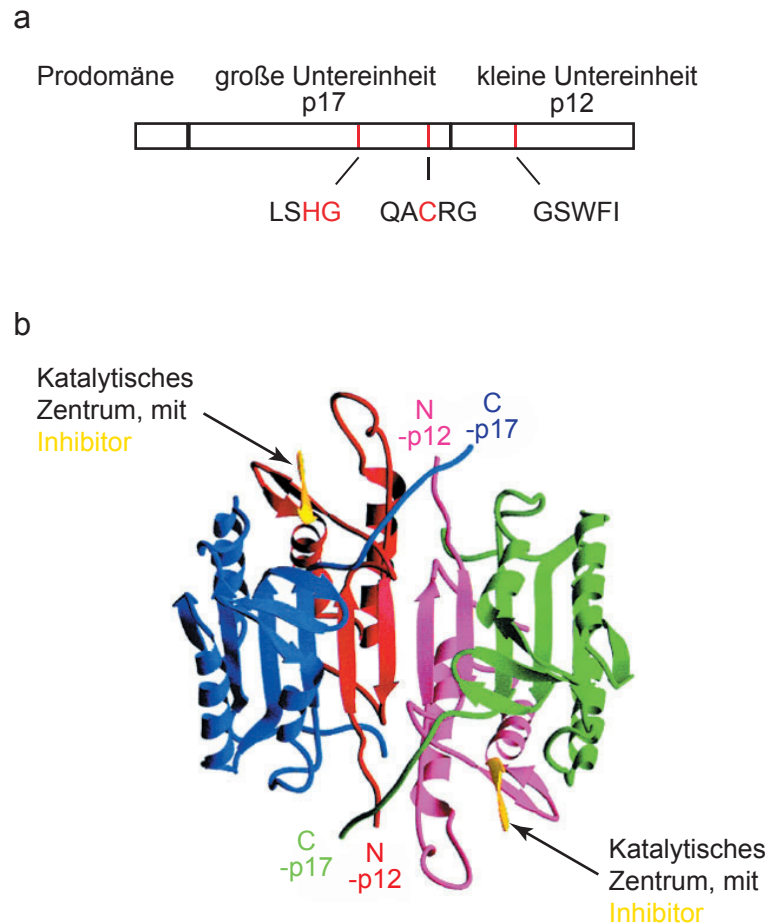 a
Prodomäne große Untereinheit kleine Untereinheit
p17 p12
LSHG QACRG GSWFI
b
Katalytisches
Zentrum, mit
Inhibitor
N
-p12
C
-p17
C
-p17
N
-p12
Katalytisches
Zentrum, mit
Inhibitor